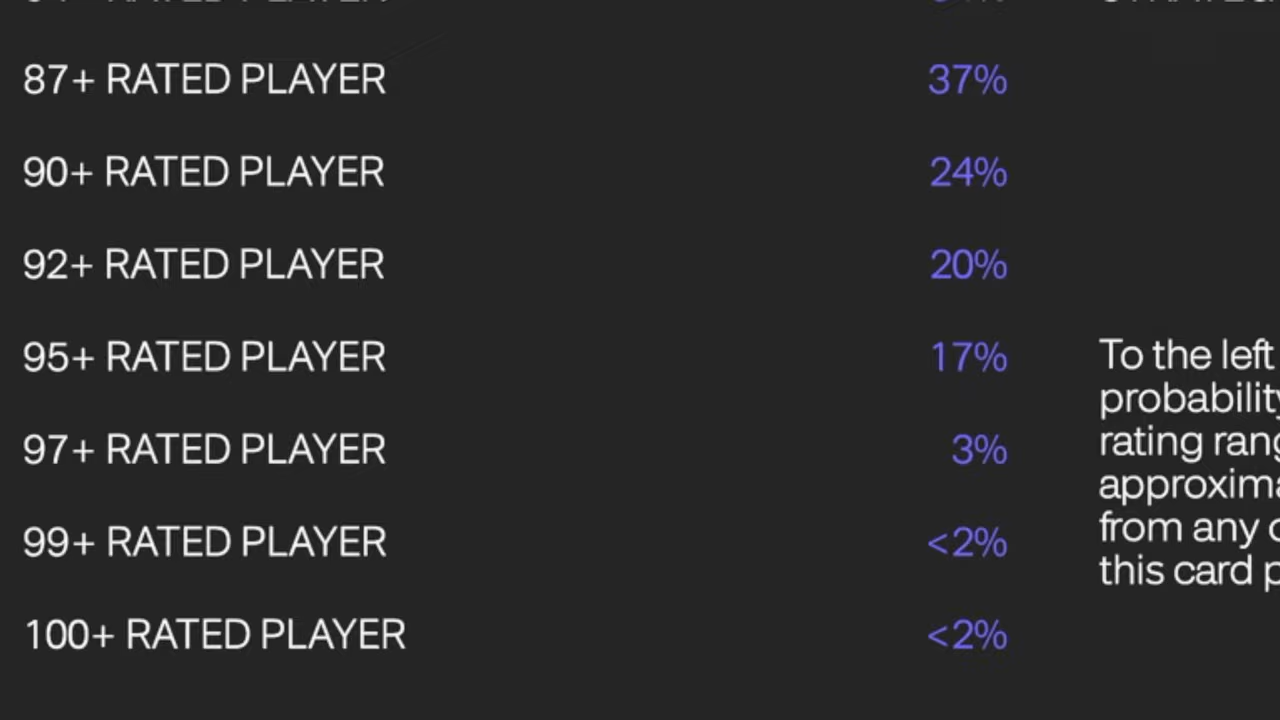 87+ RATED PLAYER 37%
90+ RATED PLAYER 24%
92+ RATED PLAYER 20%
95+ RATED PLAYER 17%
97+ RATED PLAYER 3%
99+ RATED PLAYER <2%
100+ RATED PLAYER <2%
To the left
probability
rating rang
approxima
from any
this card